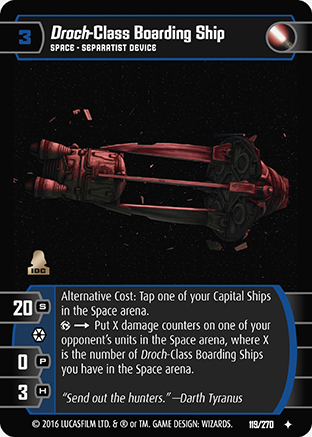 3
Droch-Class Boarding Ship
SPACE - SEPARATIST DEVICE
IDC
20 S
0 P
3 H
Alternative Cost: Tap one of your Capital Ships
in the Space arena.
→ Put X damage counters on one of your
opponent's units in the Space arena, where X
is the number of Droch-Class Boarding Ships
you have in the Space arena.
"Send out the hunters." —Darth Tyranus
© 2016 LUCASFILM LTD. & ® or TM. GAME DESIGN: WIZARDS.
119/270